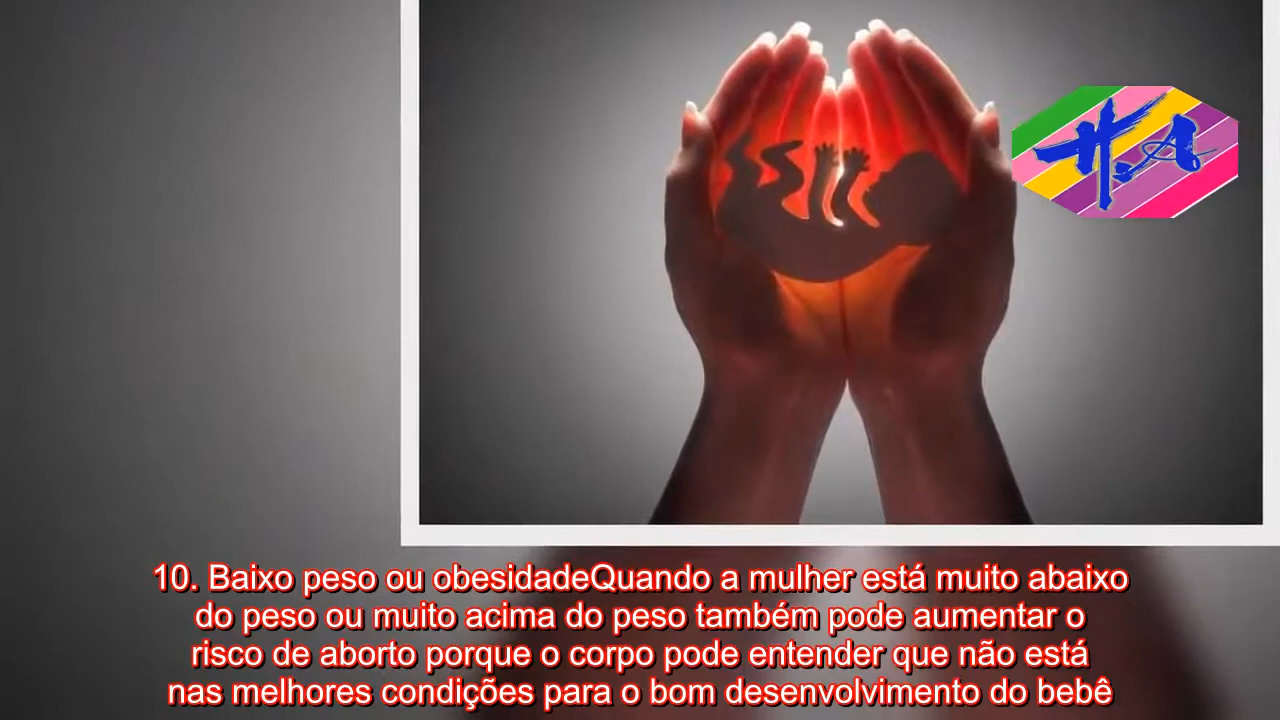 H.A
10. Baixo peso ou obesidadeQuando a mulher está muito abaixo
do peso ou muito acima do peso também pode aumentar o
risco de aborto porque o corpo pode entender que não está
nas melhores condições para o bom desenvolvimento do bebê